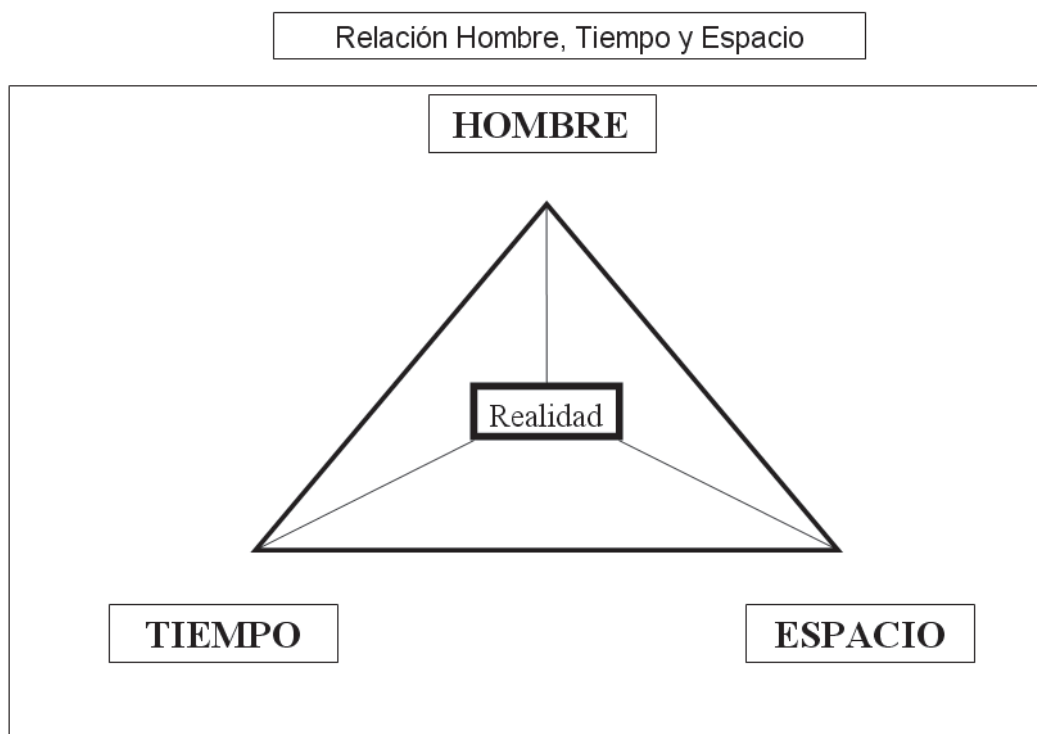 Relación Hombre, Tiempo y Espacio
HOMBRE
Realidad
TIEMPO
ESPACIO